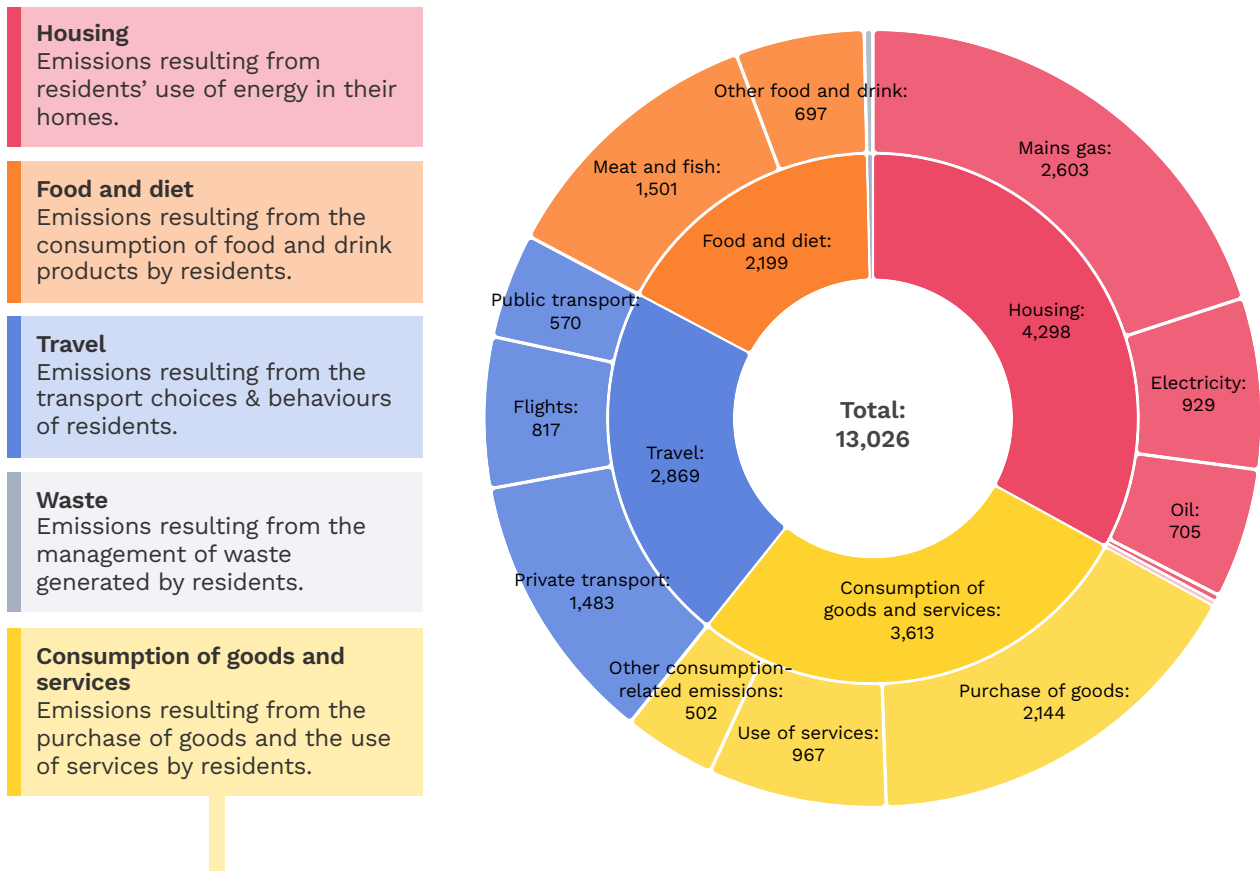 Housing
Emissions resulting from
residents’ use of energy in their
homes.
Food and diet
Emissions resulting from the
consumption of food and drink
products by residents.
Travel
Emissions resulting from the
transport choices & behaviours
of residents.
Waste
Emissions resulting from the
management of waste
generated by residents.
Consumption of goods and
services
Emissions resulting from the
purchase of goods and the use
of services by residents.
Other food and drink:
697
Mains gas:
2,603
Meat and fish:
1,501
Food and diet:
2,199
Public transport:
570
Housing:
4,298
Electricity:
929
Flights:
817
Total:
13,026
Travel:
2,869
Oil:
705
Private transport:
1,483
Consumption of
goods and services:
3,613
Other consumption-
related emissions:
502
Use of services:
967
Purchase of goods:
2,144